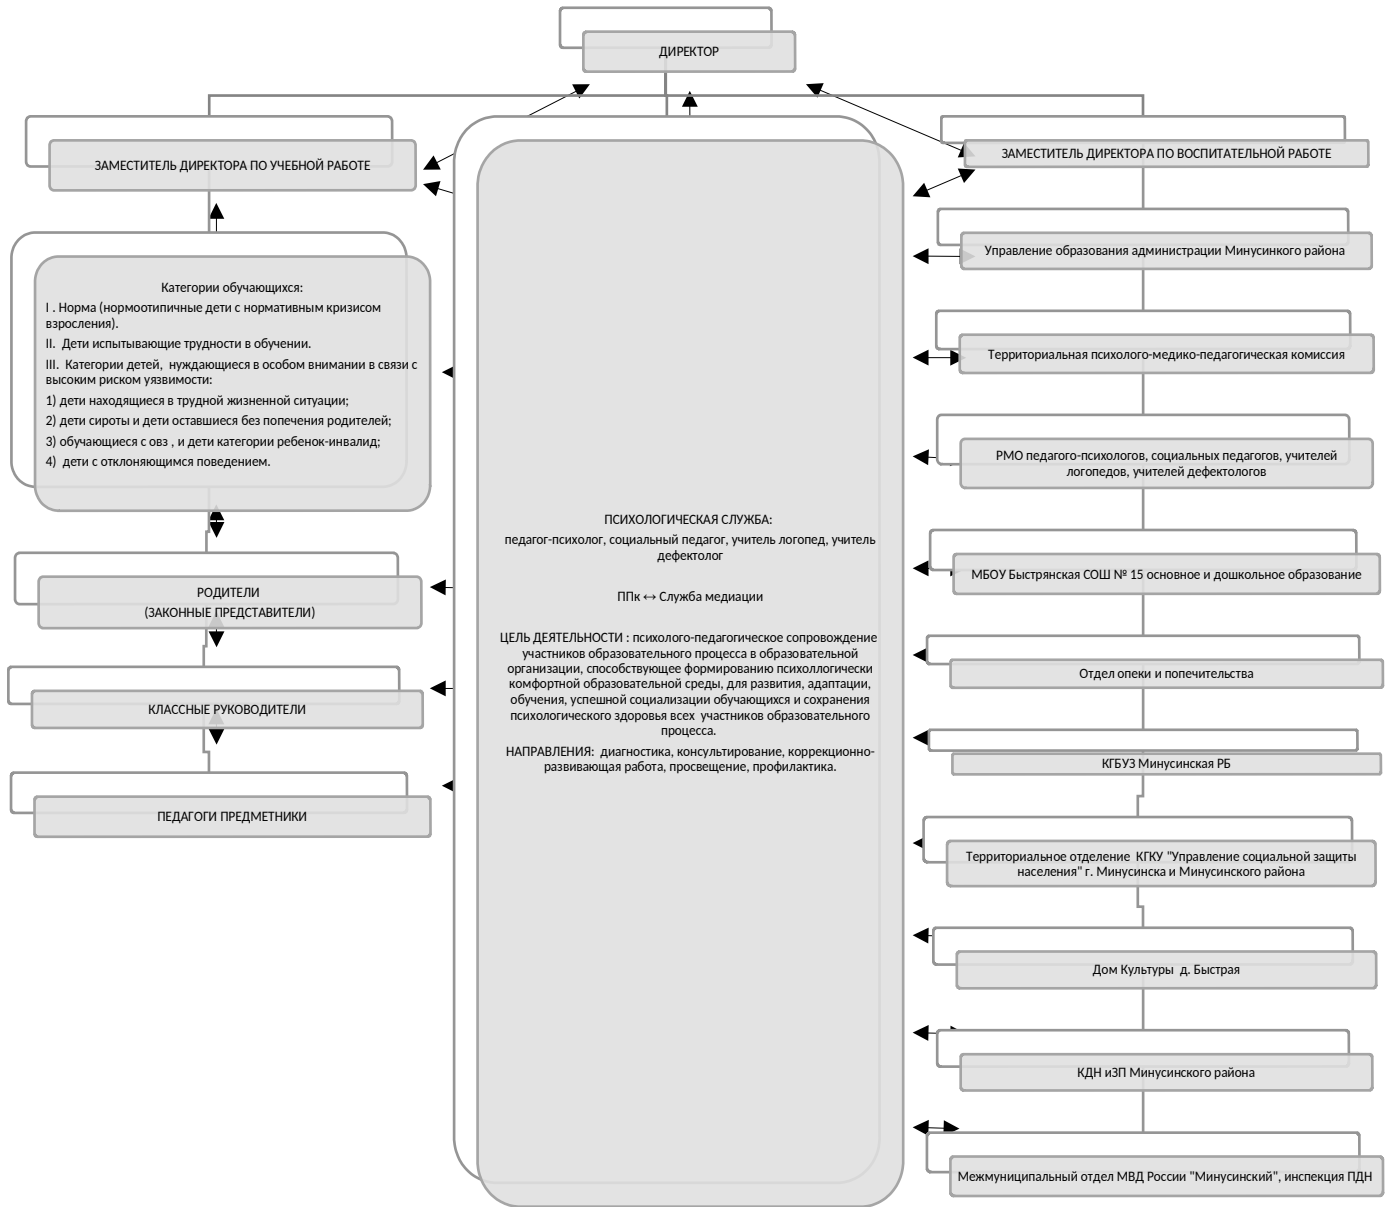 ДИРЕКТОР
ЗАМЕСТИТЕЛЬ ДИРЕКТОРА ПО УЧЕБНОЙ РАБОТЕ
Категории обучающихся:
I . Норма (нормоотипичные дети с нормативным кризисом
взросления).
II. Дети испытывающие трудности в обучении.
III. Категории детей, нуждающиеся в особом внимании в связи с
высоким риском уязвимости:
1) дети находящиеся в трудной жизненной ситуации;
2) дети сироты и дети оставшиеся без попечения родителей;
3) обучающиеся с овз , и дети категории ребенок-инвалид;
4) дети с отклоняющимся поведением.
РОДИТЕЛИ
(ЗАКОННЫЕ ПРЕДСТАВИТЕЛИ)
КЛАССНЫЕ РУКОВОДИТЕЛИ
ПЕДАГОГИ ПРЕДМЕТНИКИ
ПСИХОЛОГИЧЕСКАЯ СЛУЖБА:
педагог-психолог, социальный педагог, учитель логопед, учитель
дефектолог
ППк ↔ Служба медиации
ЦЕЛЬ ДЕЯТЕЛЬНОСТИ : психолого-педагогическое сопровождение
участников образовательного процесса в образовательной
организации, способствующее формированию психоллогически
комфортной образовательной среды, для развития, адаптации,
обучения, успешной социализации обучающихся и сохранения
психологического здоровья всех участников образовательного
процесса.
НАПРАВЛЕНИЯ: диагностика, консультирование, коррекционно-
развивающая работа, просвещение, профилактика.
ЗАМЕСТИТЕЛЬ ДИРЕКТОРА ПО ВОСПИТАТЕЛЬНОЙ РАБОТЕ
Управление образования администрации Минусинкого района
Территориальная психолого-медико-педагогическая комиссия
РМО педагого-психологов, социальных педагогов, учителей
логопедов, учителей дефектологов
МБОУ Быстрянская СОШ № 15 основное и дошкольное образование
Отдел опеки и попечительства
КГБУЗ Минусинская РБ
Территориальное отделение КГКУ "Управление социальной защиты
населения" г. Минусинска и Минусинского района
Дом Культуры д. Быстрая
КДН иЗП Минусинского района
Межмуниципальный отдел МВД России "Минусинский", инспекция ПДН